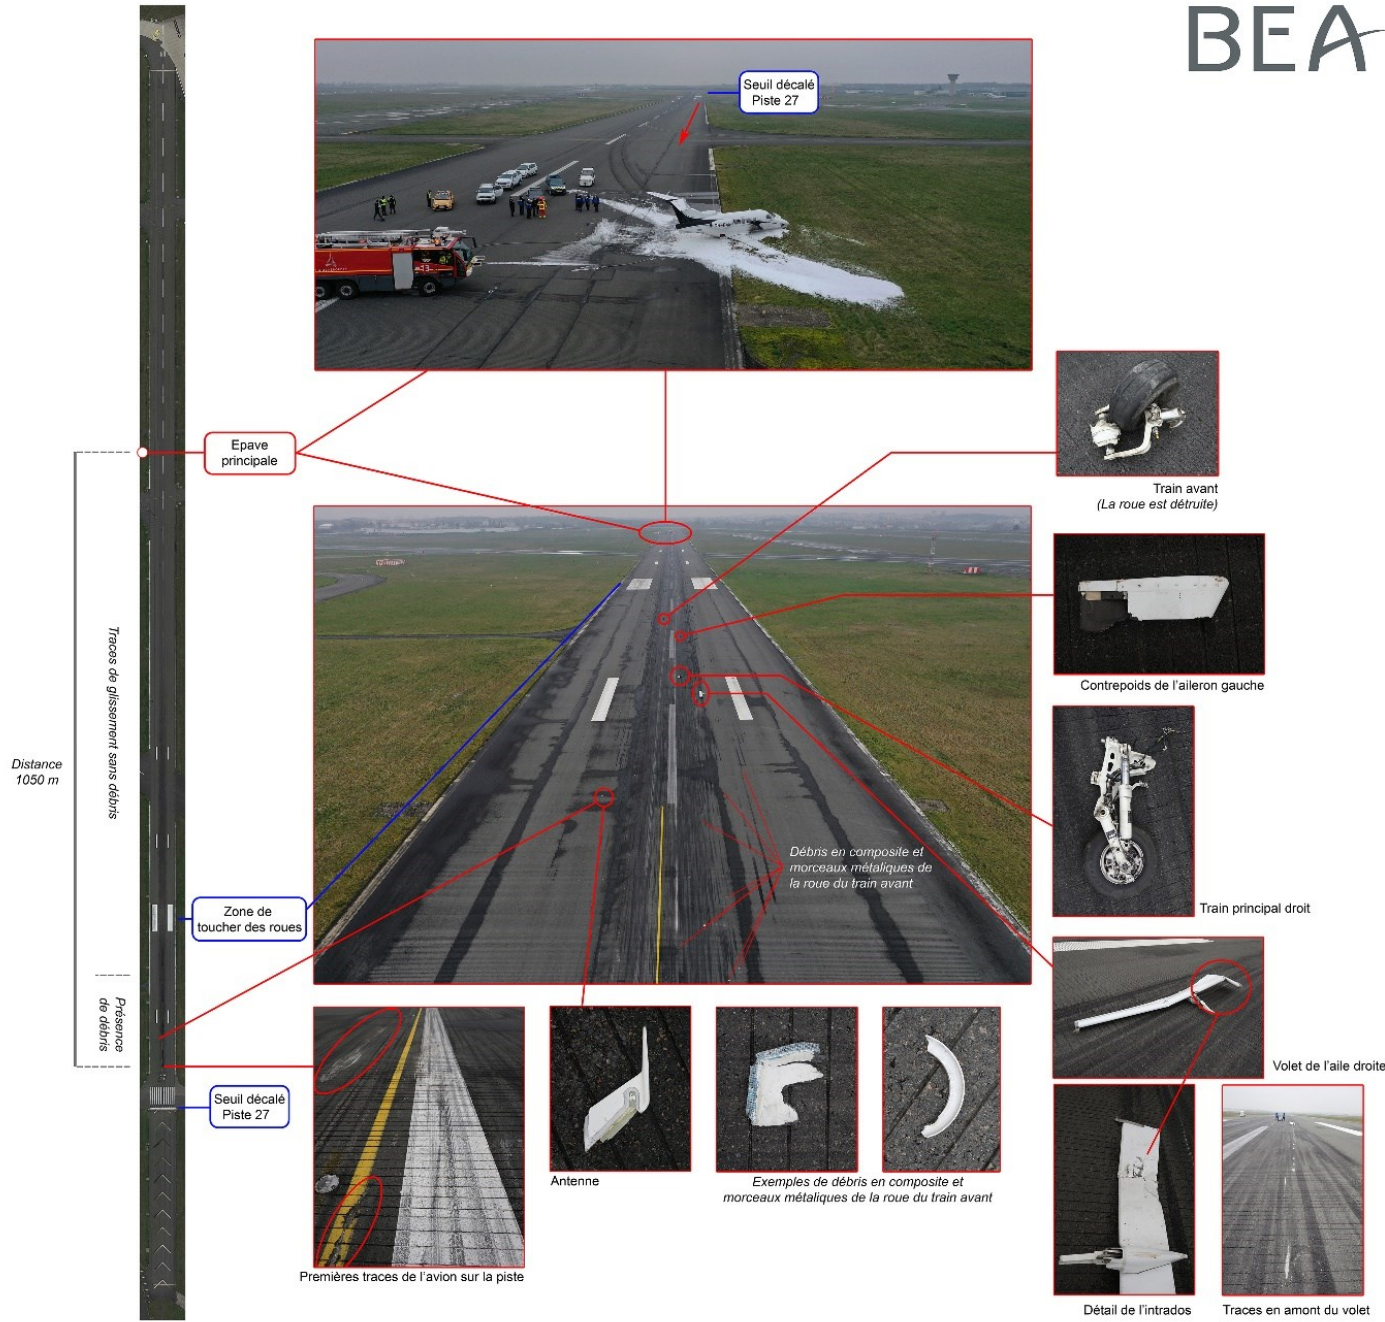 BEA
Seuil décalé
Piste 27
Epave
principale
Train avant
(La roue est détruite)
Contrepoids de l'aileron gauche
Traces de glissement sans débris
Distance
1050 m
Débris en composite et
morceaux métaliques de
la roue du train avant
Train principal droit
Zone de
toucher des roues
Présence
de débris
Volet de l'aile droite
Seuil décalé
Piste 27
Antenne
Exemples de débris en composite et
morceaux métaliques de la roue du train avant
Premières traces de l'avion sur la piste
Détail de l'intrados
Traces en amont du volet